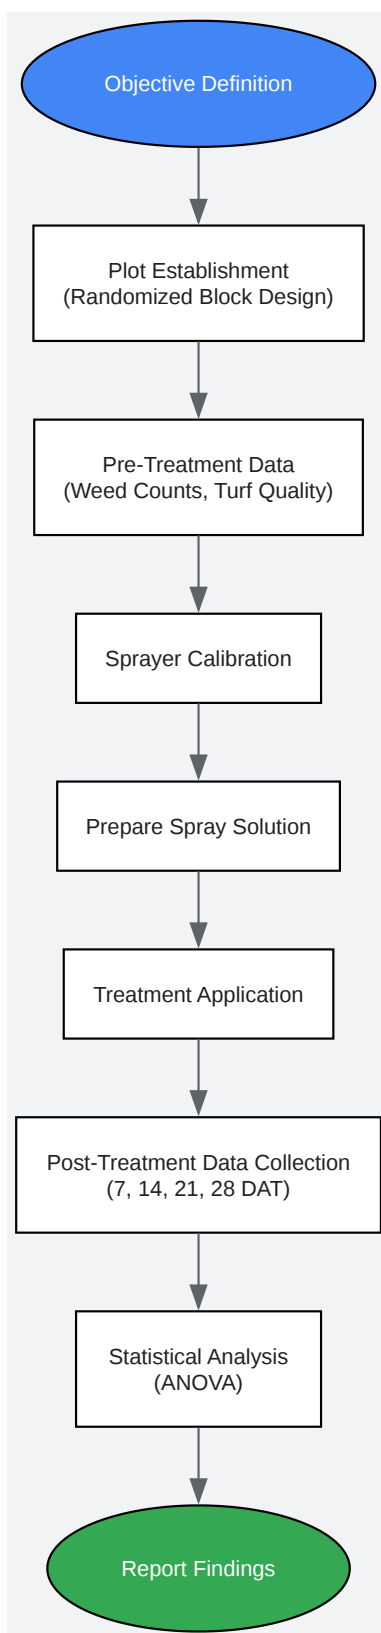 Objective Definition
Plot Establishment
(Randomized Block Design)
Pre-Treatment Data
(Weed Counts, Turf Quality)
Sprayer Calibration
Prepare Spray Solution
Treatment Application
Post-Treatment Data Collection
(7, 14, 21, 28 DAT)
Statistical Analysis
(ANOVA)
Report Findings